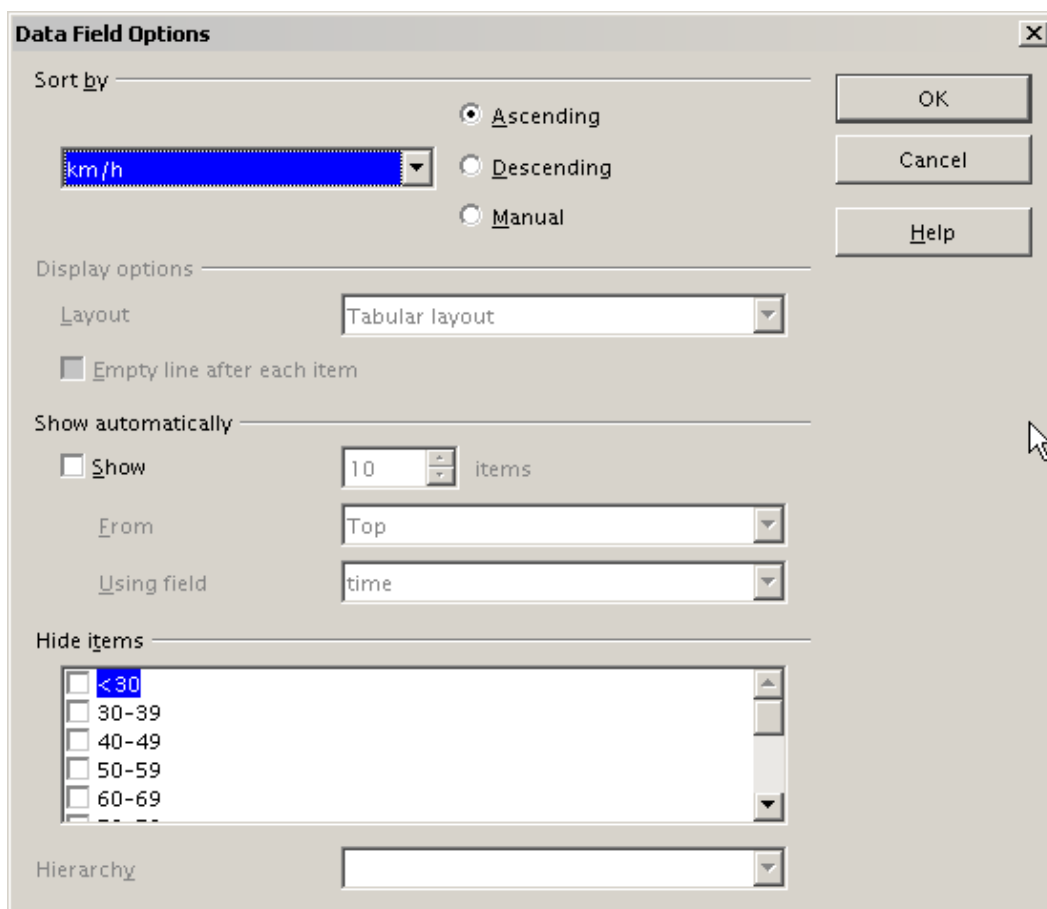 Data Field Options
Sort by
OK
Ascending
km/h
Descending
Cancel
Manual
Help
Display options
Layout
Tabular layout
Empty line after each item
Show automatically
Show
10
items
From
Top
Using field
time
Hide items
<30
30-39
40-49
50-59
60-69
Hierarchy